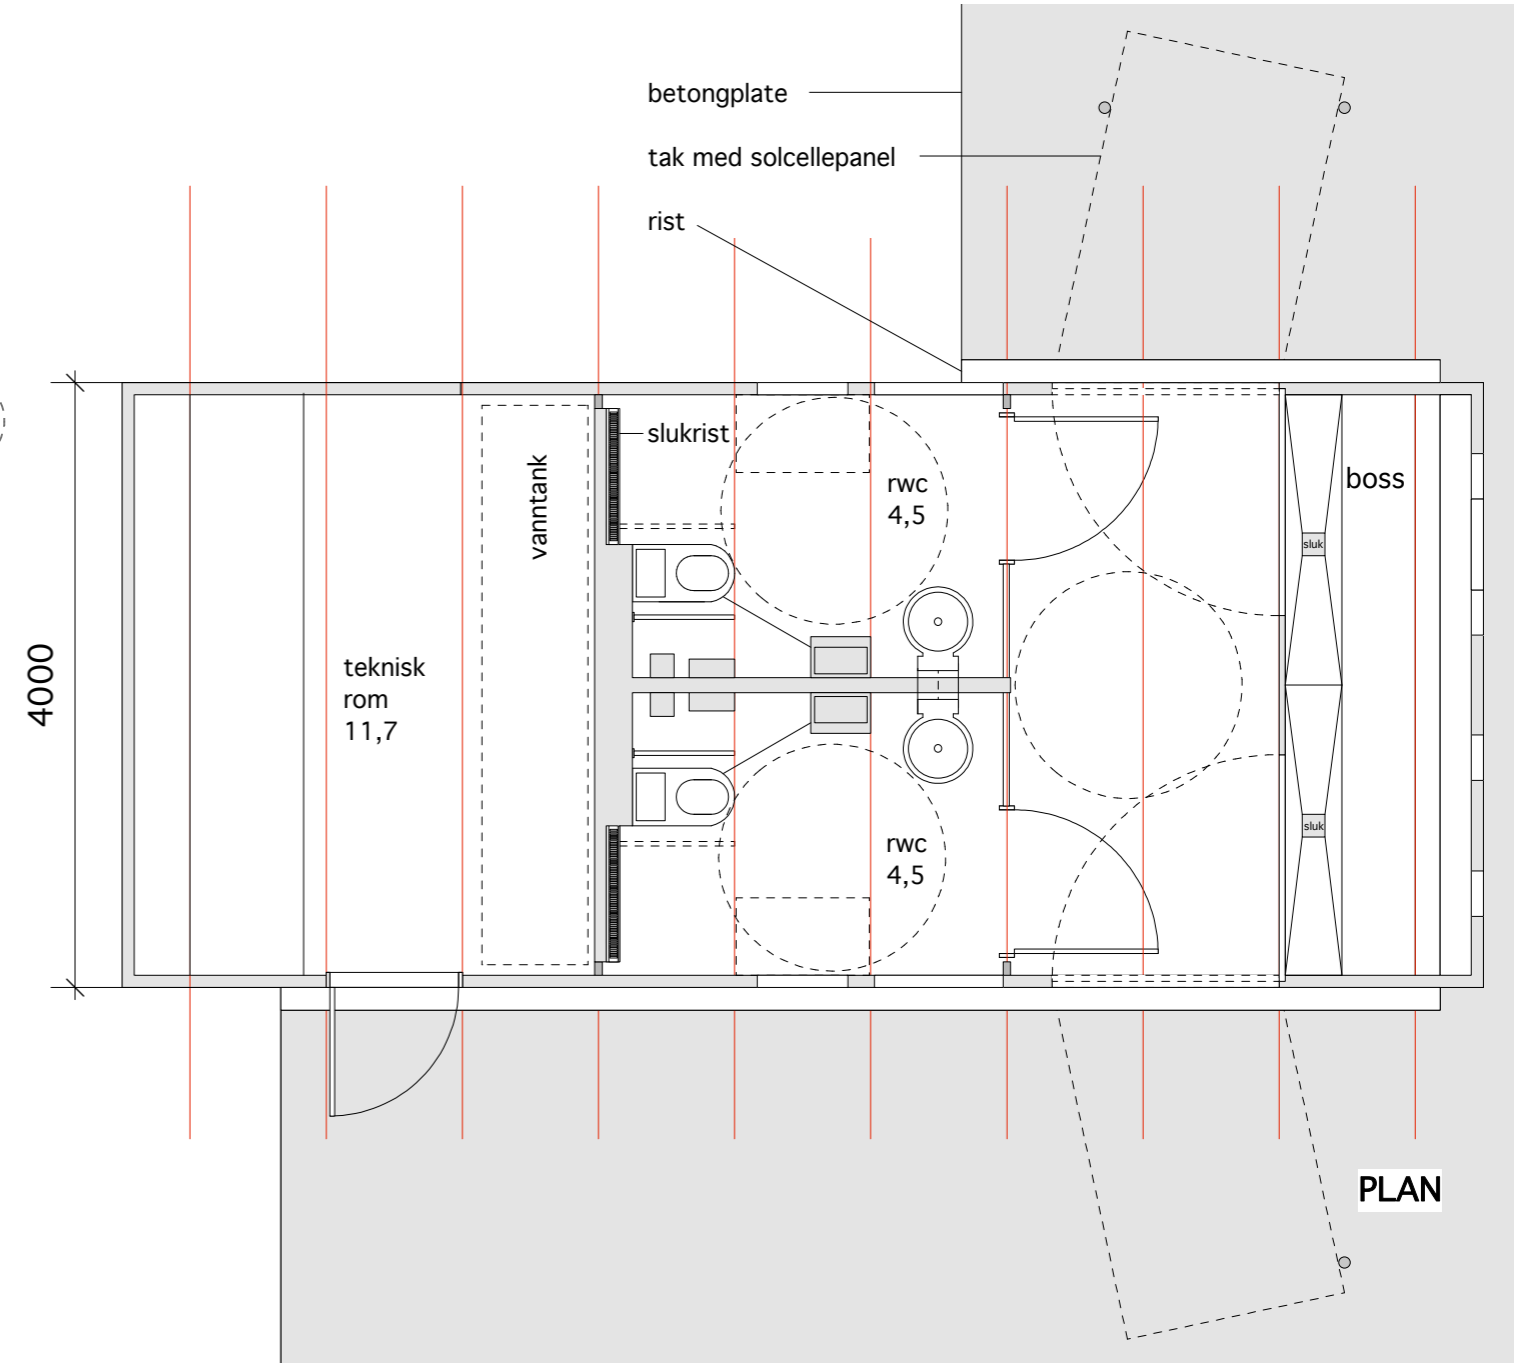 betongplate
tak med solcellepanel
rist
slukrist
vanntank
rwc
4,5
boss
sluk
teknisk
rom
11,7
4000
rwc
4,5
sluk
PLAN